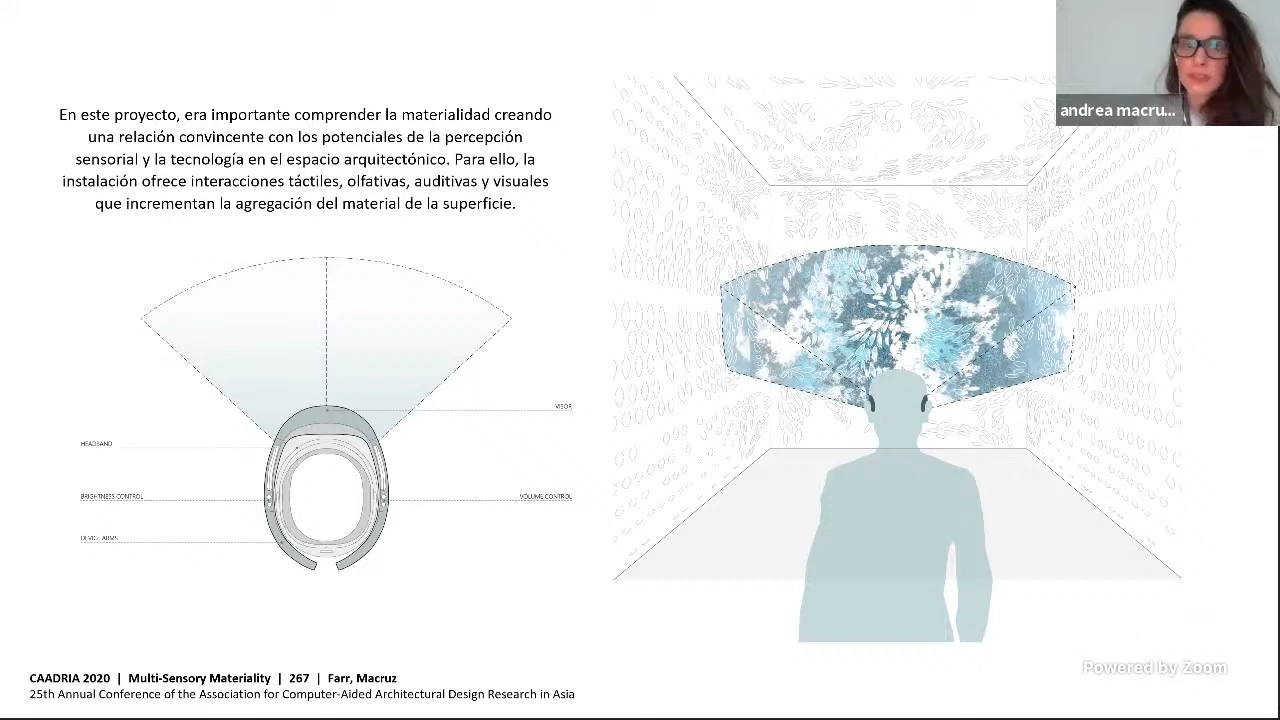 En este proyecto, era importante comprender las materialidad creando
una relación convincente con los potenciales de la percepción
sensorial y la tecnología en el espacio arquitectónico. Para ello, la
instalación ofrece interacciones táctiles, olfativas, auditivas y visuales
que incrementan la agregación del material de la superficie.
andrea macru...
VISOR
HEADBAND
BRIGHTNESS CONTROL
VOLUME CONTROL
DEVICE ARMS
Powered by Zoom
CAADRIA 2020 | Multi-Sensory Materiality | 267 | Farr, Macruz
25th Annual Conference of the Association for Computer-Aided Architectural Design Research in Asia